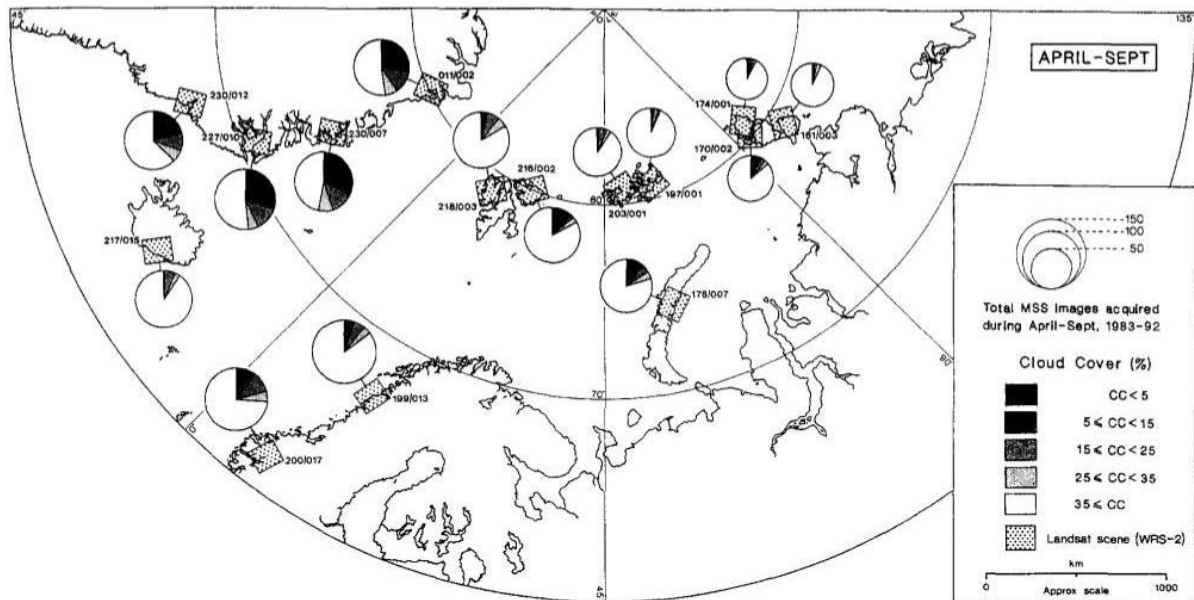 45°
135°
APRIL-SEPT
011/002
230/012
174/001
227/010
230/007
161/003
170/002
216/002
197/001
218/003
80°
203/001
217/015
178/007
150
100
50
Total MSS Images acquired
during April-Sept, 1983-92
Cloud Cover (%)
CC < 5
5 ≤ CC < 15
15 ≤ CC < 25
25 ≤ CC < 35
35 ≤ CC
Landsat scene (WRS-2)
km
0 1000
Approx scale
90
199/013
70°
0
200/017
45